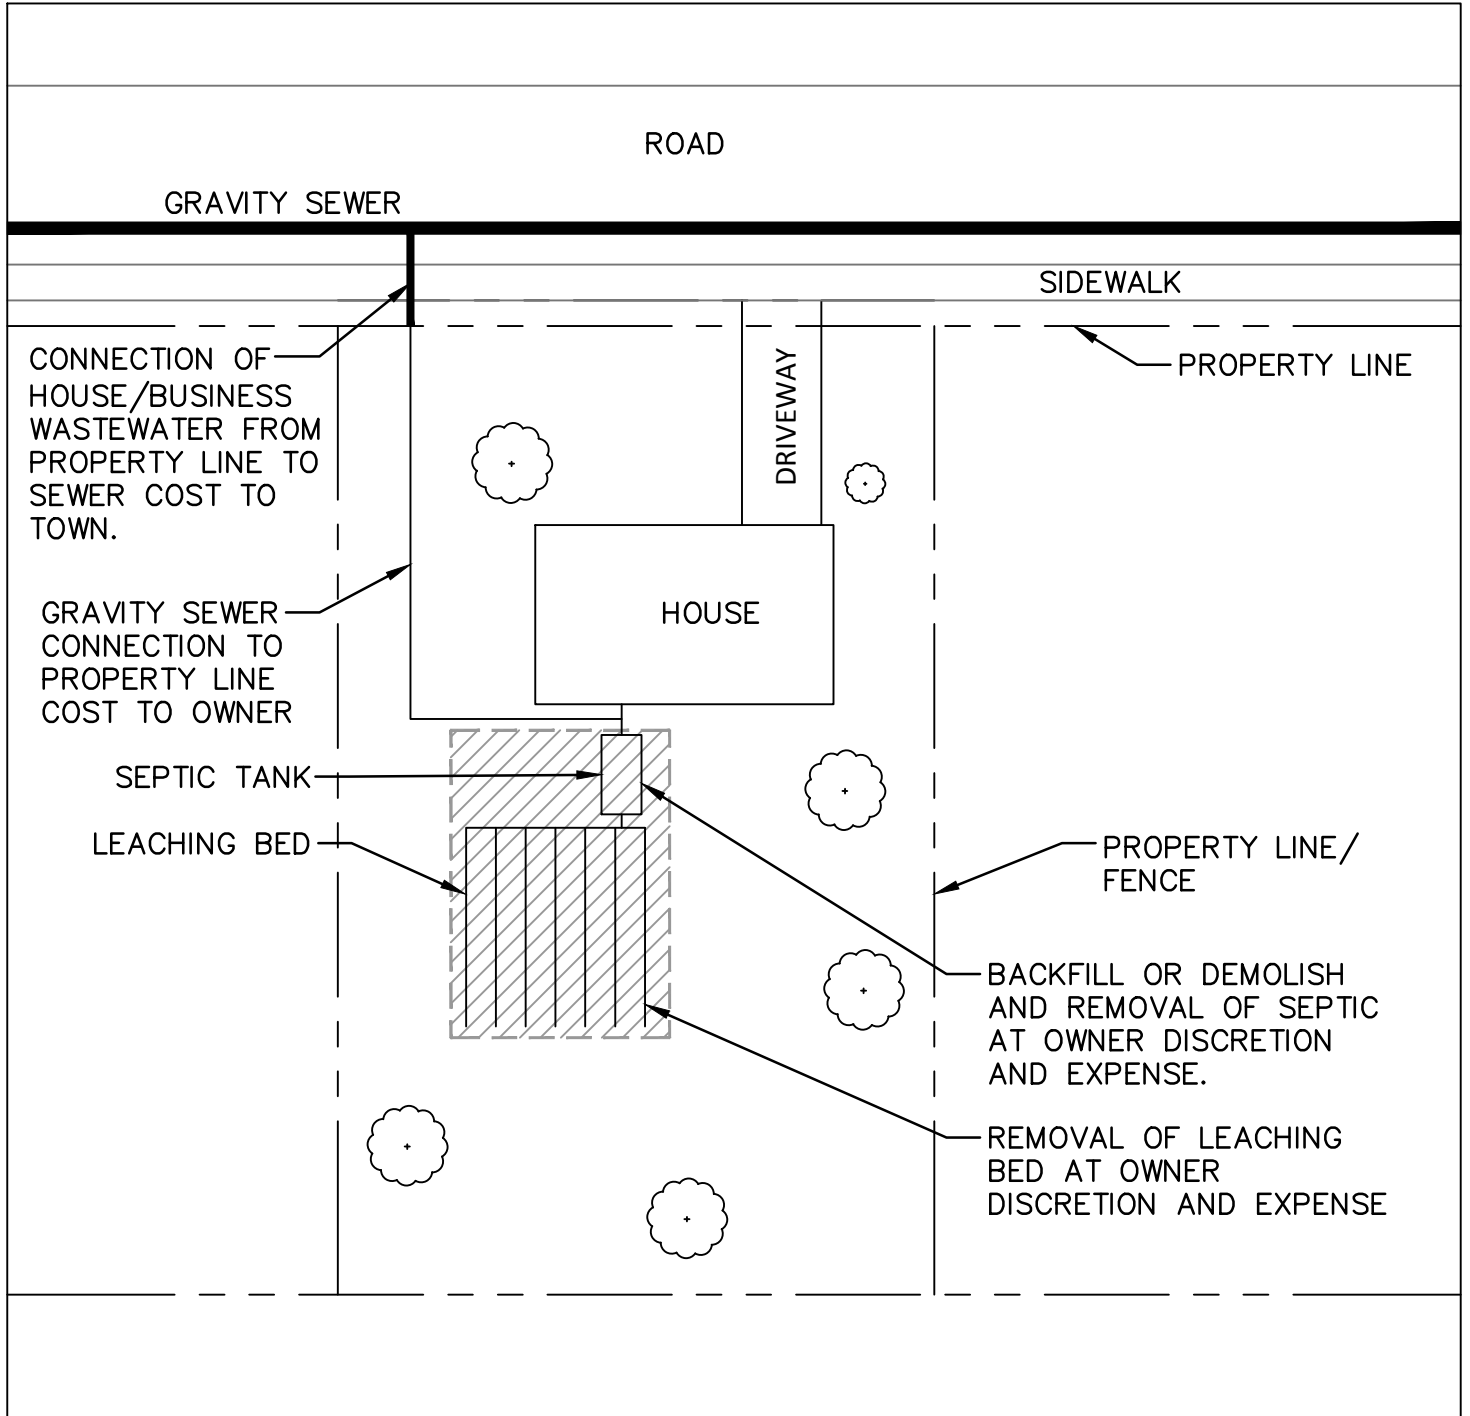 ROAD
GRAVITY SEWER
SIDEWALK
CONNECTION OF
HOUSE/BUSINESS
WASTEWATER FROM
PROPERTY LINE TO
SEWER COST TO
TOWN.
DRIVEWAY
PROPERTY LINE
GRAVITY SEWER
CONNECTION TO
PROPERTY LINE
COST TO OWNER
HOUSE
SEPTIC TANK
LEACHING BED
PROPERTY LINE/
FENCE
BACKFILL OR DEMOLISH
AND REMOVAL OF SEPTIC
AT OWNER DISCRETION
AND EXPENSE.
REMOVAL OF LEACHING
BED AT OWNER
DISCRETION AND EXPENSE